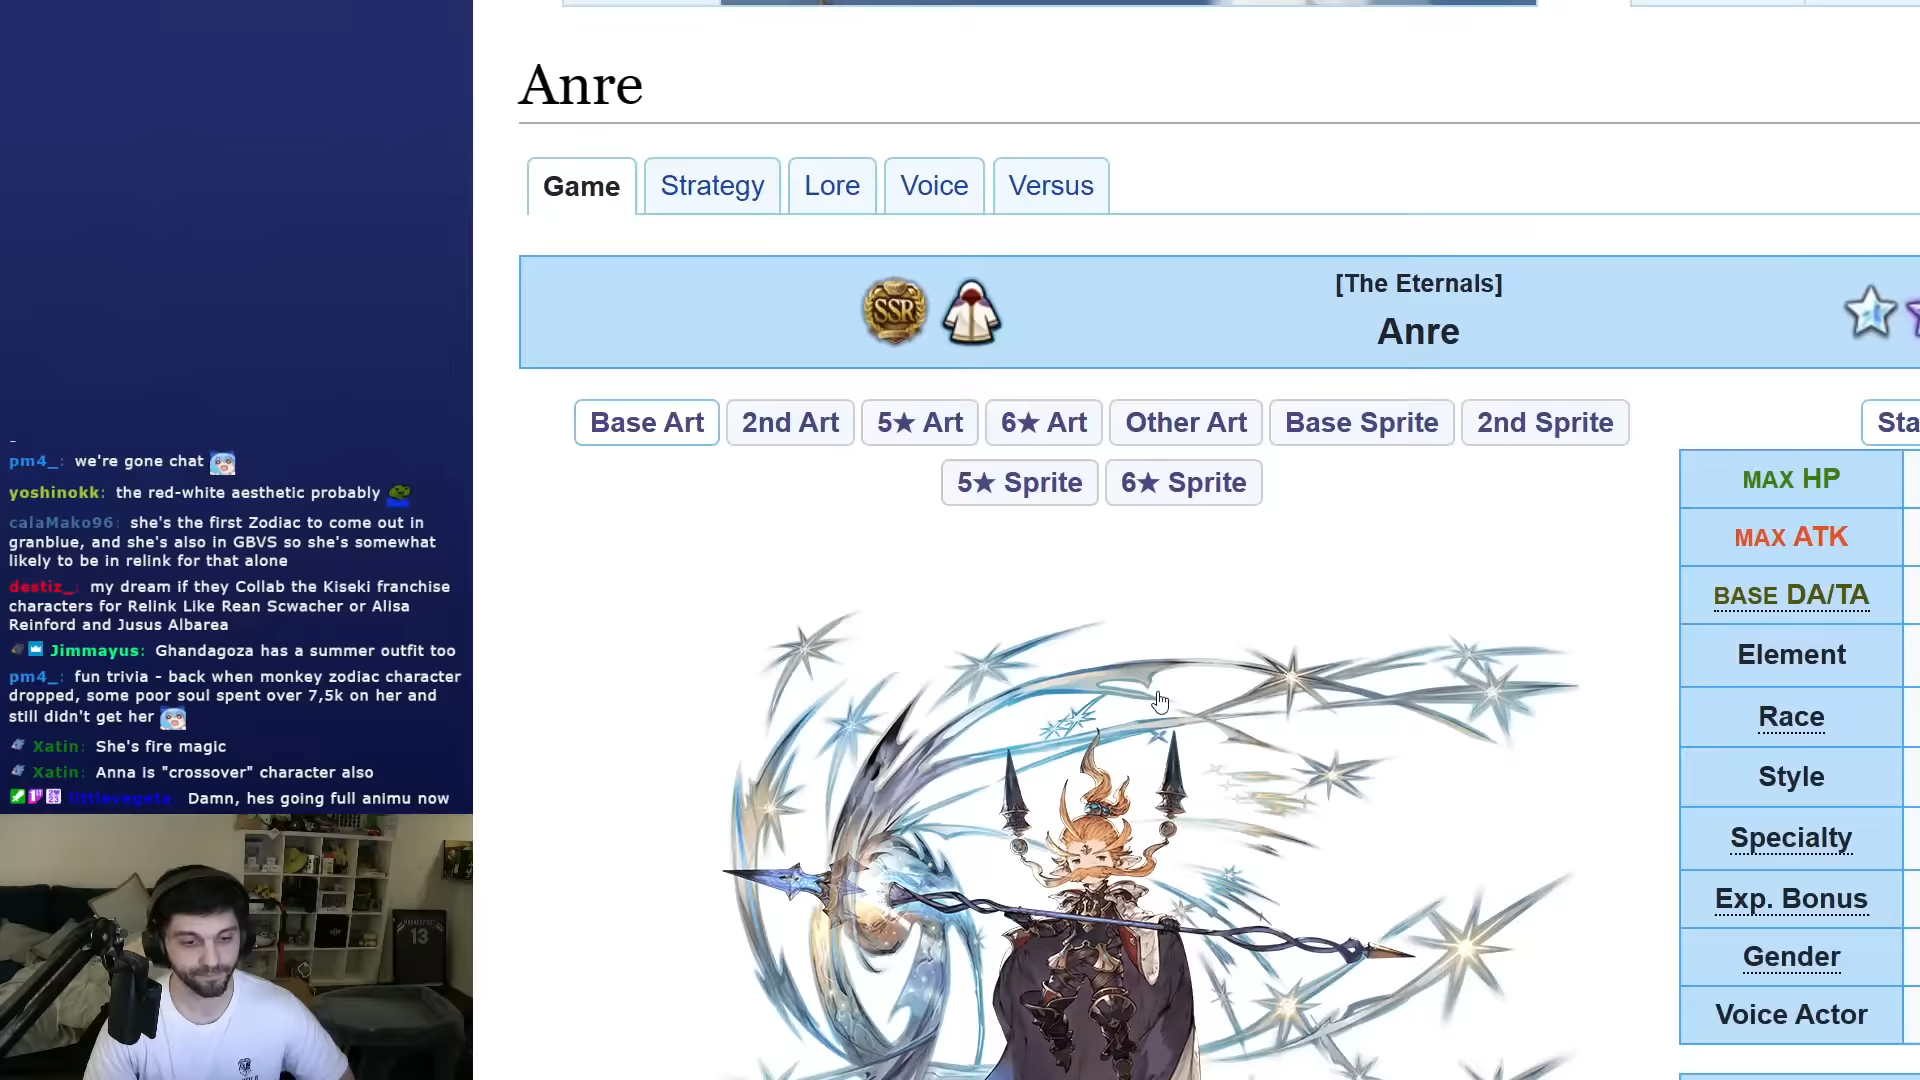 Anre
Game
Strategy
Lore
Voice
Versus
SSR
[The Eternals]
Anre
Base Art
2nd Art
5★ Art
6★ Art
Other Art
Base Sprite
2nd Sprite
5★ Sprite
6★ Sprite
Sta
MAX HP
MAX ATK
BASE DA/TA
Element
Race
Style
Specialty
Exp. Bonus
Gender
Voice Actor
pm4_: we're gone chat
yoshinokk: the red-white aesthetic probably
calaMako96: she's the first Zodiac to come out in
granblue, and she's also in GBVS so she's somewhat
likely to be in relink for that alone
destiz_: my dream if they Collab the Kiseki franchise
characters for Relink Like Rean Scwacher or Alisa
Reinford and Jusus Albarea
Jimmayus: Ghandagoza has a summer outfit too
pm4_: fun trivia - back when monkey zodiac character
dropped, some poor soul spent over 7,5k on her and
still didn't get her
Xatin: She's fire magic
Xatin: Anna is "crossover" character also
littlevegeta: Damn, hes going full animu now
13